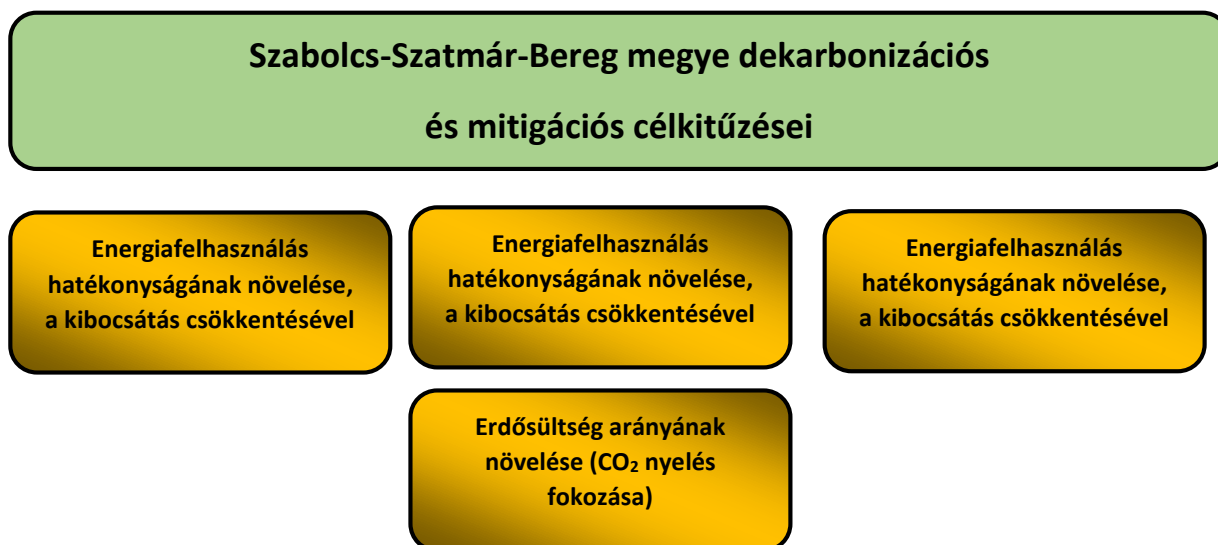 Szabolcs-Szatmár-Bereg megye dekarbonizációs
és mitigációs célkitűzései
Energiafelhasználás
hatékonyságának növelése,
a kibocsátás csökkentésével
Energiafelhasználás
hatékonyságának növelése,
a kibocsátás csökkentésével
Energiafelhasználás
hatékonyságának növelése,
a kibocsátás csökkentésével
Erdősültség arányának
növelése (CO₂ nyelés
fokozása)